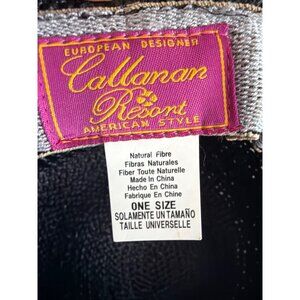 EUROPEAN DESIGNER
Callanan
Resort
AMERICAN STYLE
Natural Fibre
Fibras Naturales
Fiber Toute Naturelle
Made In China
Hecho En China
Fabrique En Chine
ONE SIZE
SOLAMENTE UN TAMAÑO
TAILLE UNIVERSELLE